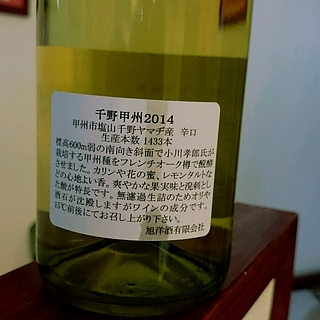 千野甲州2014
甲州市塩山千野ヤマヂ産 辛口
生産本数 1433本
標高600m弱の南向き斜面で小川孝郎氏が
栽培する甲州種をフレンチオーク樽で醗酵
させました。カリンや花の蜜、レモンタルトな
どの心地よい香。爽やかな果実味と溌剌とし
た酸が特長です。無濾過生詰のためオリや
酒石が沈殿しますがワインの成分です。
15℃前後にてお召し上がり下さい。
旭洋酒有限会社